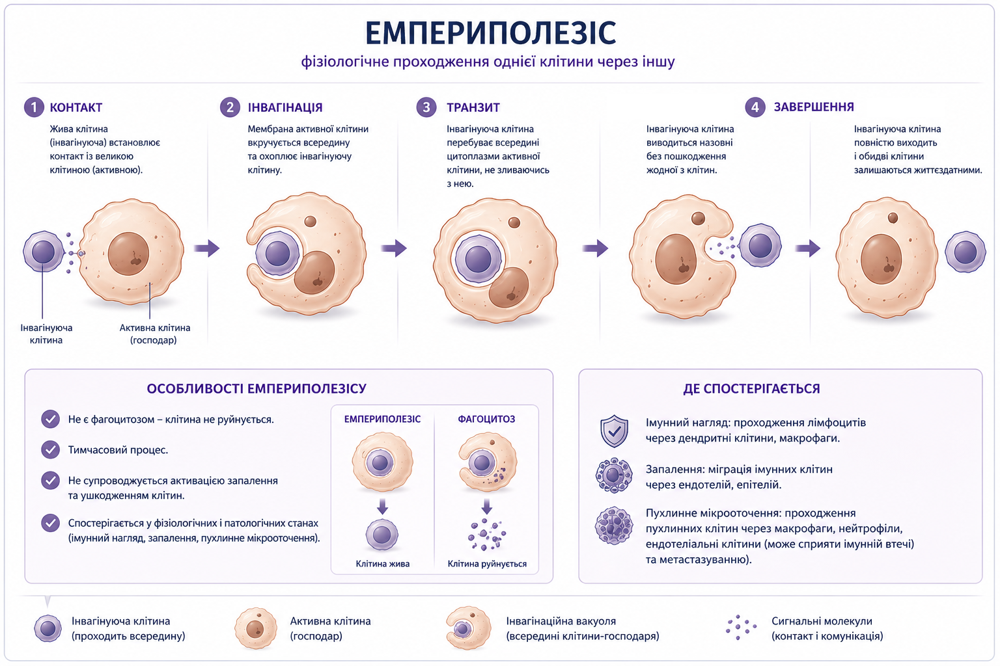 ЕМПЕРИПОЛЕЗІС
фізіологічне проходження однієї клітини через іншу
1 КОНТАКТ
Жива клітина
(інвагінуюча) встановлює
контакт із великою
клітиною (активною).
2 ІНВАГІНАЦІЯ
Мембрана активної клітини
вкручується всередину
та охоплює інвагінуючу
клітину.
3 ТРАНЗИТ
Інвагінуюча клітина
перебуває всередині
цитоплазми активної
клітини, не зливаючись
з нею.
4 ЗАВЕРШЕННЯ
Інвагінуюча клітина
виводиться назовні
без пошкодження
жодної з клітин.
Інвагінуюча клітина
повністю виходить
і обидві клітини
залишаються життєздатними.
Інвагінуюча
клітина
Активна клітина
(господар)
ОСОБЛИВОСТІ ЕМПЕРИПОЛЕЗІСУ
Не є фагоцитозом – клітина не руйнується.
Тимчасовий процес.
Не супроводжується активацією запалення
та ушкодженням клітин.
Спостерігається у фізіологічних і патологічних станах
(імунний нагляд, запалення, пухлинне мікрооточення).
ЕМПЕРИПОЛЕЗІС
Клітина жива
ФАГОЦИТОЗ
Клітина руйнується
ДЕ СПОСТЕРІГАЄТЬСЯ
Імунний нагляд: проходження лімфоцитів
через дендритні клітини, макрофаги.
Запалення: міграція імунних клітин
через ендотелій, епітелій.
Пухлинне мікрооточення: проходження
пухлинних клітин через макрофаги, нейтрофіли,
ендотеліальні клітини (може сприяти імунній втечі)
та метастазуванню).
Інвагінуюча клітина
(проходить всередину)
Активна клітина
(господар)
Інвагінаційна вакуоля
(всередині клітини-господаря)
Сигнальні молекули
(контакт і комунікація)